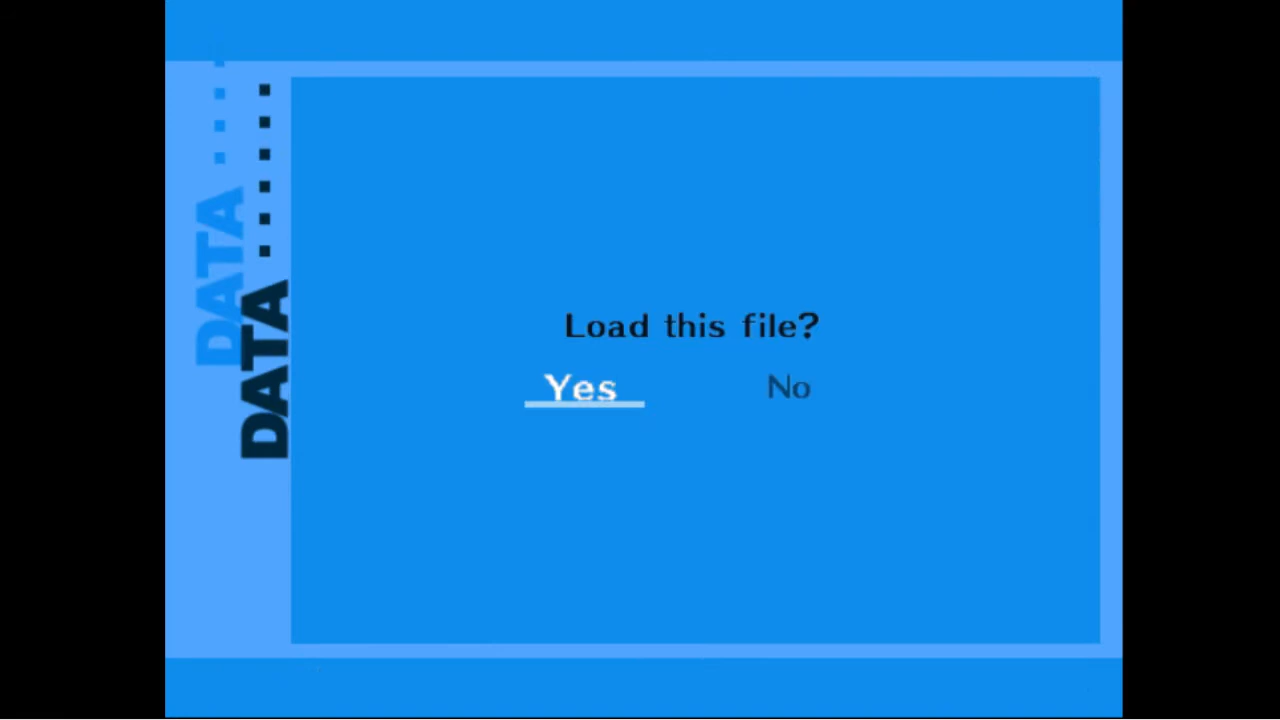 DATA ......
DATA ....
Load this file?
Yes No